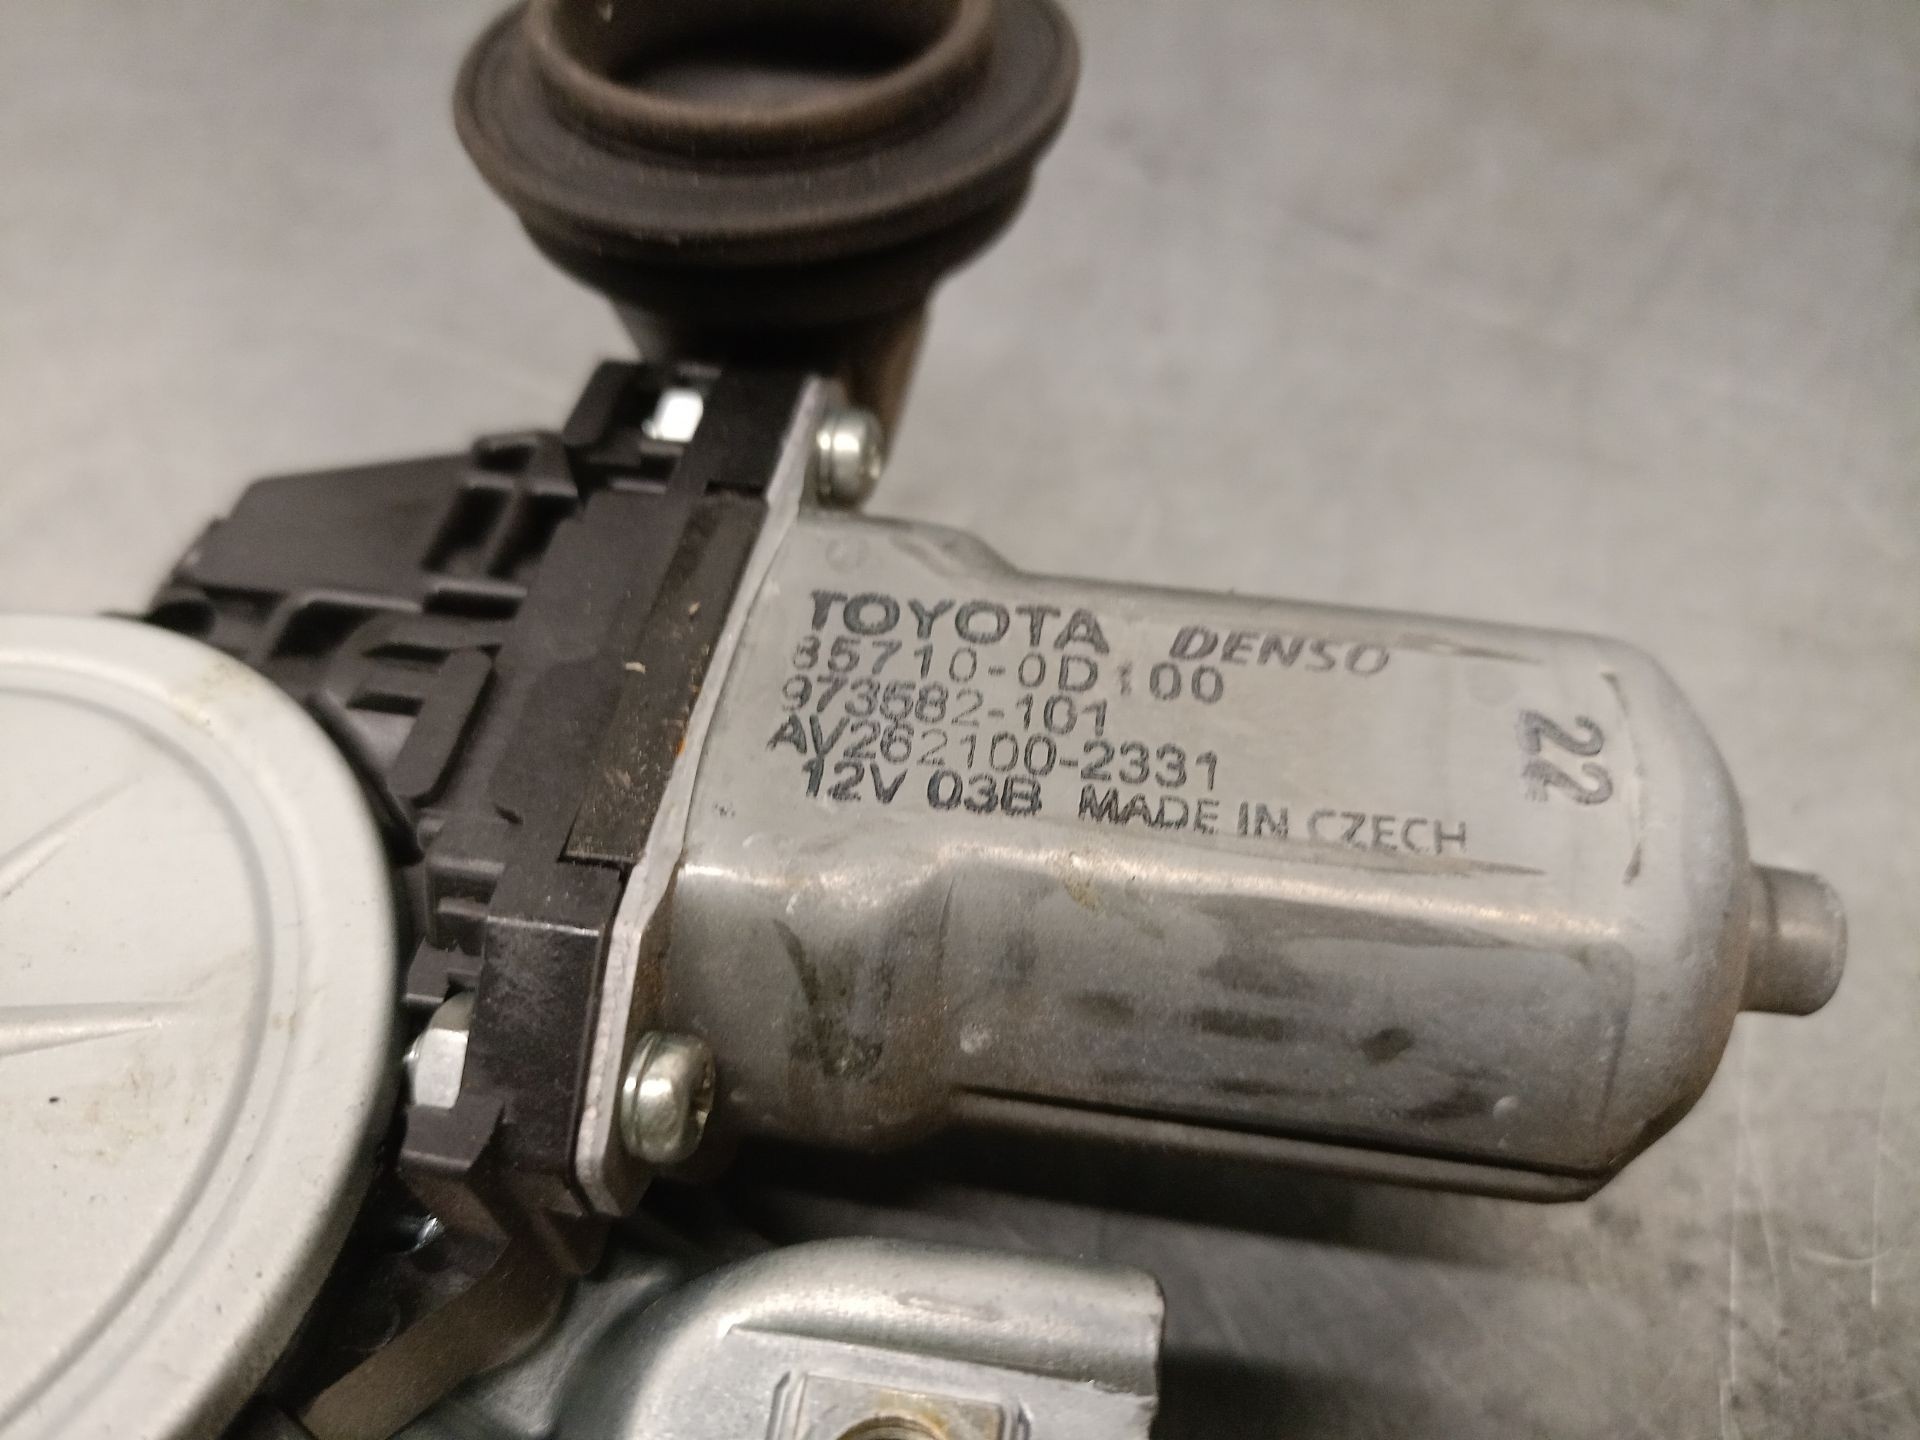 TOYOTA DENSO
85710-0D100
973582-101
AV262100-2331
12V 03B MADE IN CZECH
22